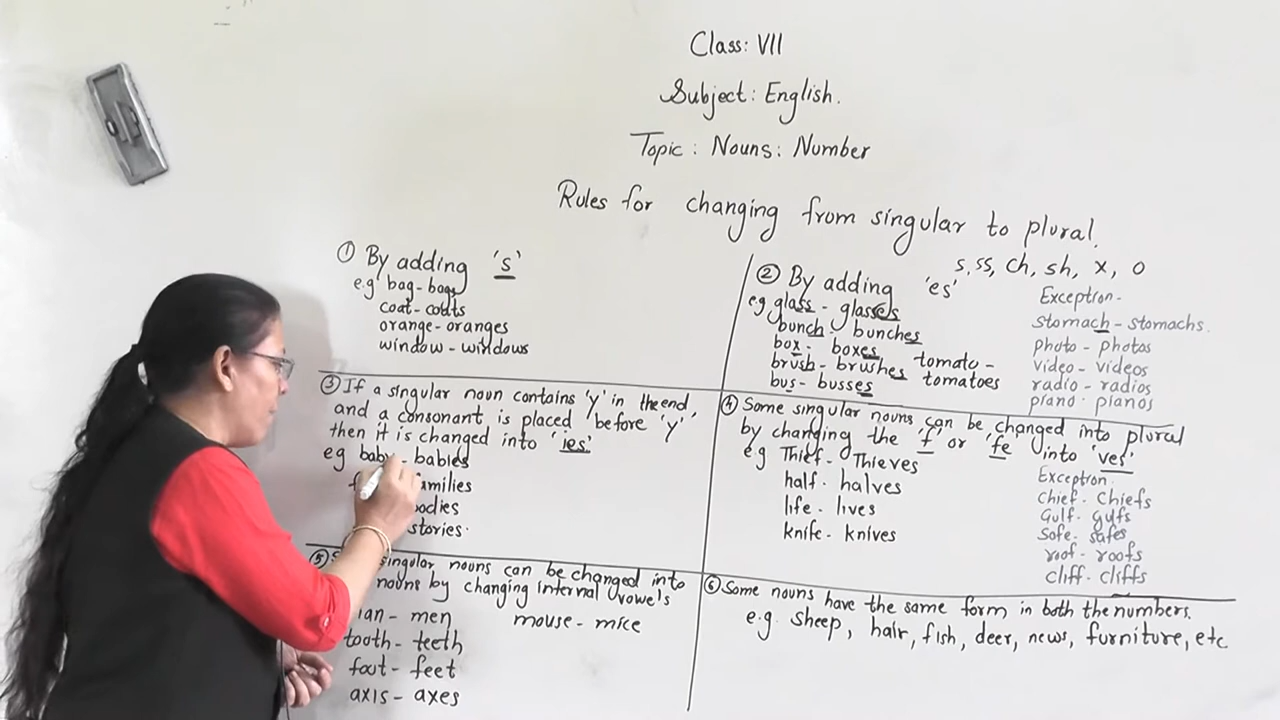 Class: VII
Subject: English.
Topic: Nouns: Number
Rules for changing from singular to plural.
① By adding 's'
e.g bag - bags
coat - coats
orange - oranges
window - windows
s, ss, ch, sh, x, o
② By adding 'es'
e.g glass - glasses
bunch - bunches
box - boxes
brush - brushes
bus - busses
tomato -
tomatoes
Exception -
Stomach - stomachs.
photo - photos
video - videos
radio - radios
piano - pianos
③ If a singular noun contains 'y' in the end,
and a consonant is placed before 'y'
then it is changed into 'ies'
eg baby - babies
families
bodies
stories.
④ Some singular nouns can be changed into plural
by changing the 'f' or 'fe' into 'ves'
e.g Thief - Thieves
half - halves
life - lives
knife - knives
Exception
Chief - Chiefs
Gulf - gulfs
Safe - safes
roof - roofs
cliff - cliffs
⑤ singular nouns can be changed into
nouns by changing internal vowels
man - men
tooth - teeth
foot - feet
axis - axes
mouse - mice
⑥ Some nouns have the same form in both the numbers.
e.g. Sheep, hair, fish, deer, news, furniture, etc